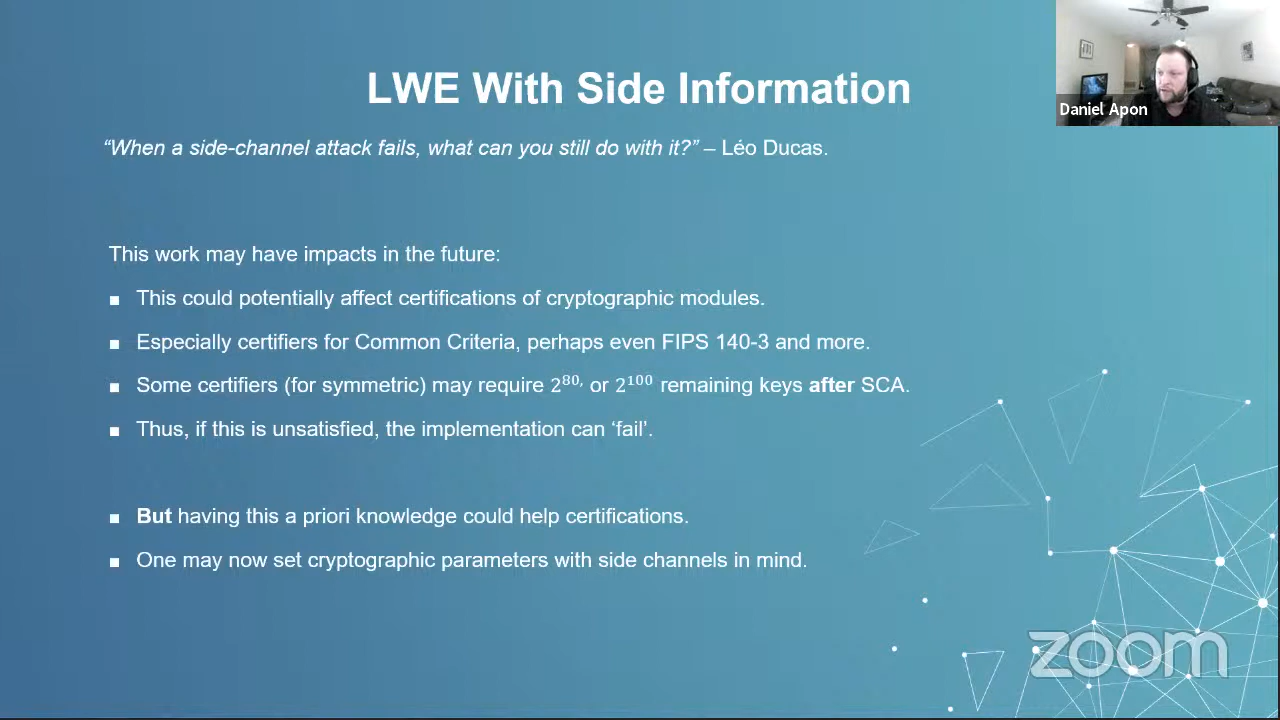 LWE With Side Information
Daniel Apon
“When a side-channel attack fails, what can you still do with it?” – Léo Ducas.
This work may have impacts in the future:
■ This could potentially affect certifications of cryptographic modules.
■ Especially certifiers for Common Criteria, perhaps even FIPS 140-3 and more.
■ Some certifiers (for symmetric) may require 2^80, or 2^100 remaining keys after SCA.
■ Thus, if this is unsatisfied, the implementation can ‘fail’.
■ But having this a priori knowledge could help certifications.
■ One may now set cryptographic parameters with side channels in mind.
zoom